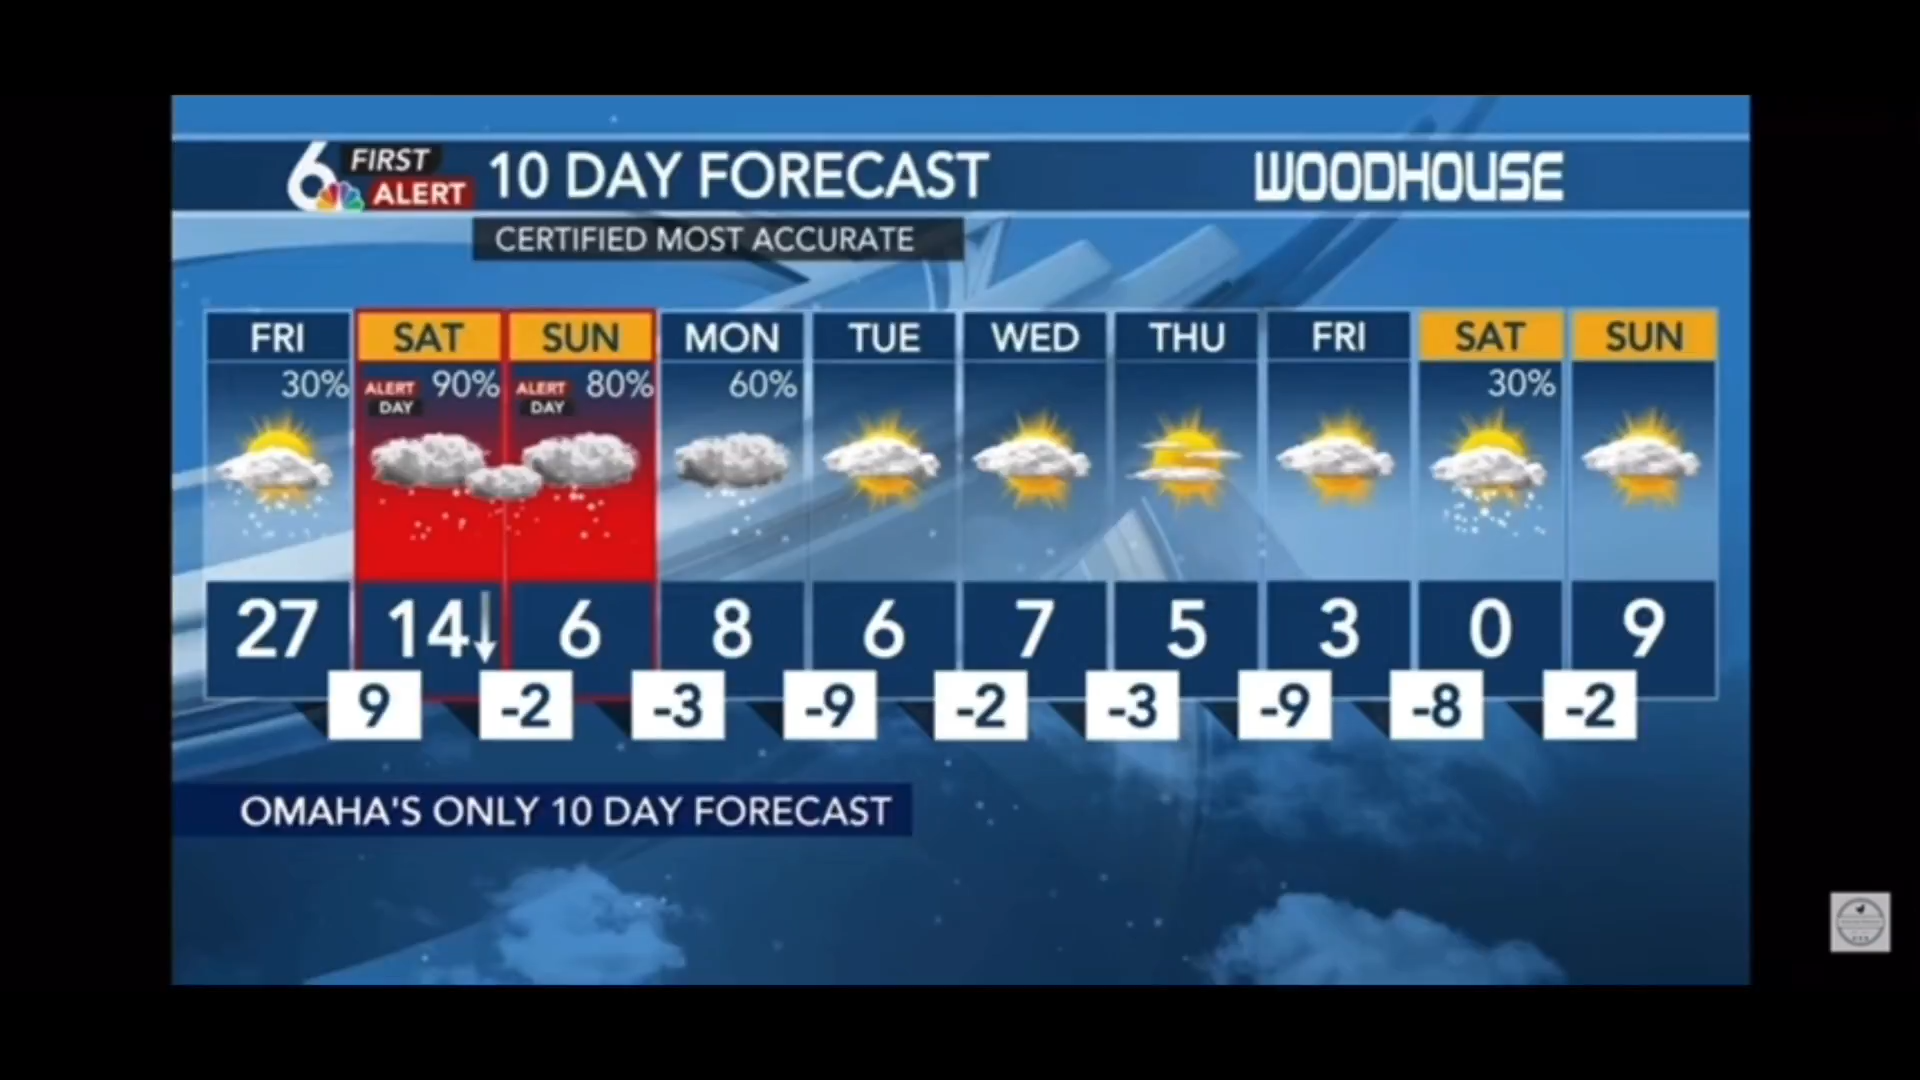 6 FIRST ALERT 10 DAY FORECAST WOODHOUSE
CERTIFIED MOST ACCURATE
FRI SAT SUN MON TUE WED THU FRI SAT SUN
30% ALERT DAY 90% ALERT DAY 80% 60% 30%
27 14 6 8 6 7 5 3 0 9
9 -2 -3 -9 -2 -3 -9 -8 -2
OMAHA'S ONLY 10 DAY FORECAST